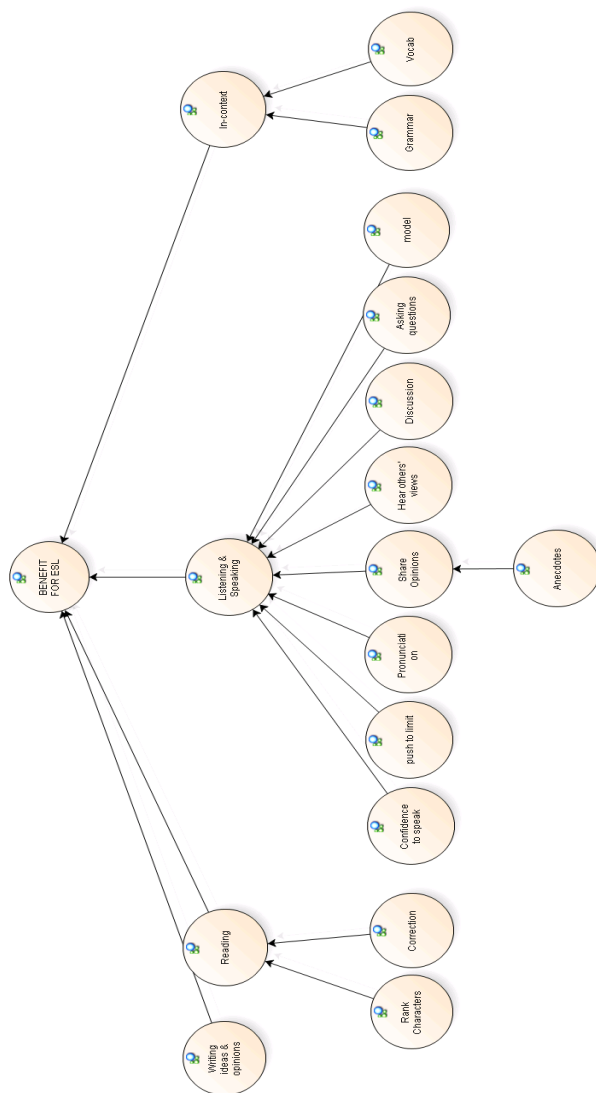 BENEFIT
FOR ESL
Writing
ideas &
opinions
Reading
Listening &
Speaking
In-context
Rank
Characters
Correction
Confidence
to speak
push to limit
Pronunciati
on
Share
Opinions
Hear others'
views
Discussion
Asking
questions
model
Grammar
Vocab
Anecdotes